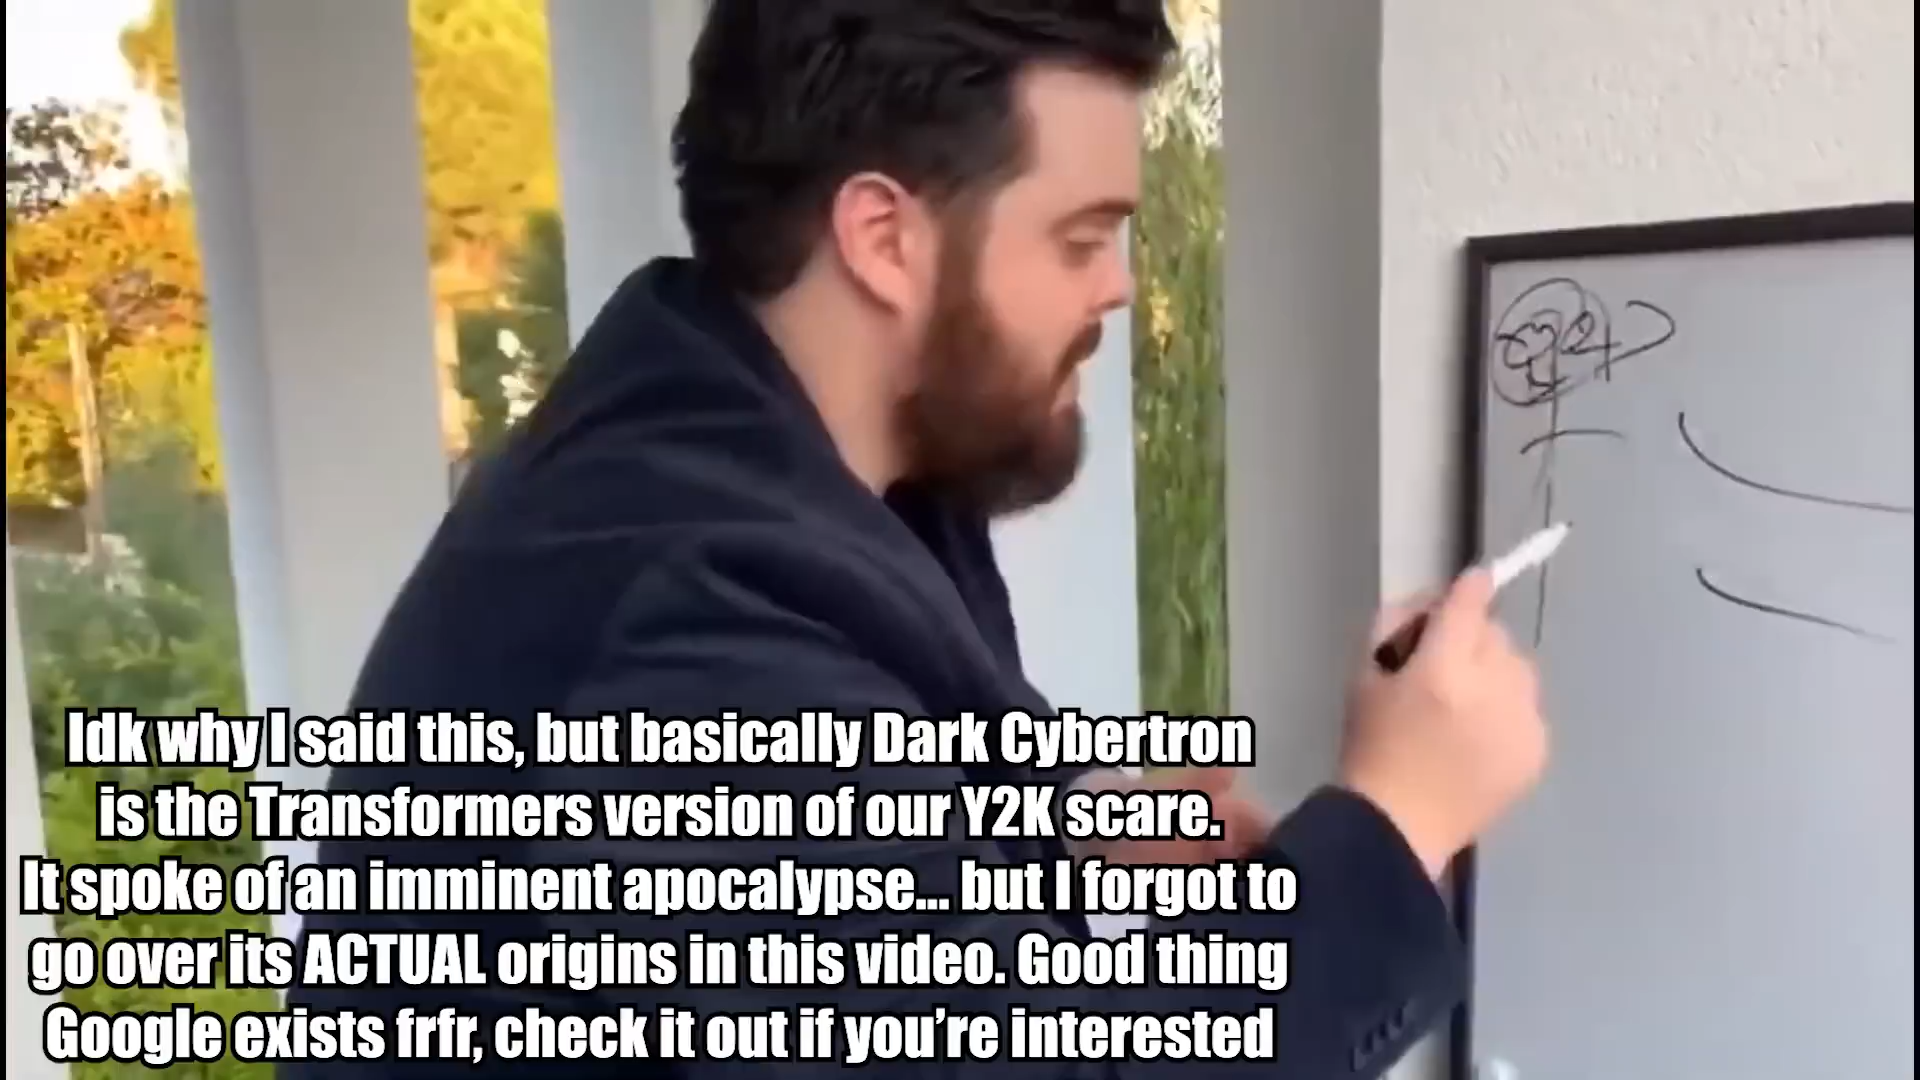 Idk why I said this, but basically Dark Cybertron
is the Transformers version of our Y2K scare.
It spoke of an imminent apocalypse... but I forgot to
go over its ACTUAL origins in this video. Good thing
Google exists frfr, check it out if you're interested